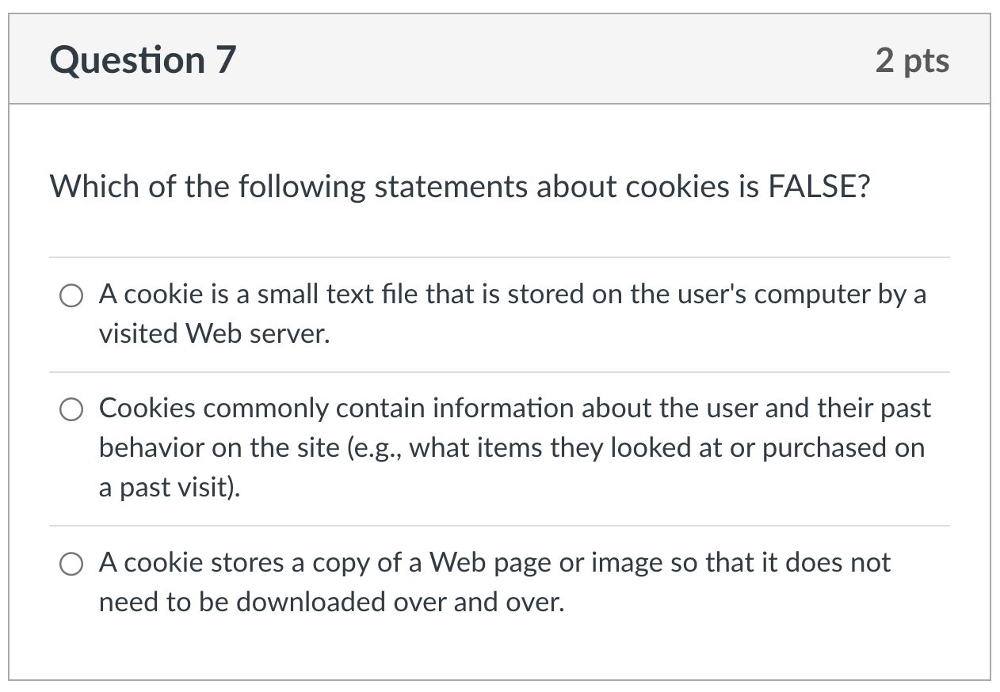 Question 7
2 pts
Which of the following statements about cookies is FALSE?
A cookie is a small text file that is stored on the user's computer by a
visited Web server.
Cookies commonly contain information about the user and their past
behavior on the site (e.g., what items they looked at or purchased on
a past visit).
A cookie stores a copy of a Web page or image so that it does not
need to be downloaded over and over.